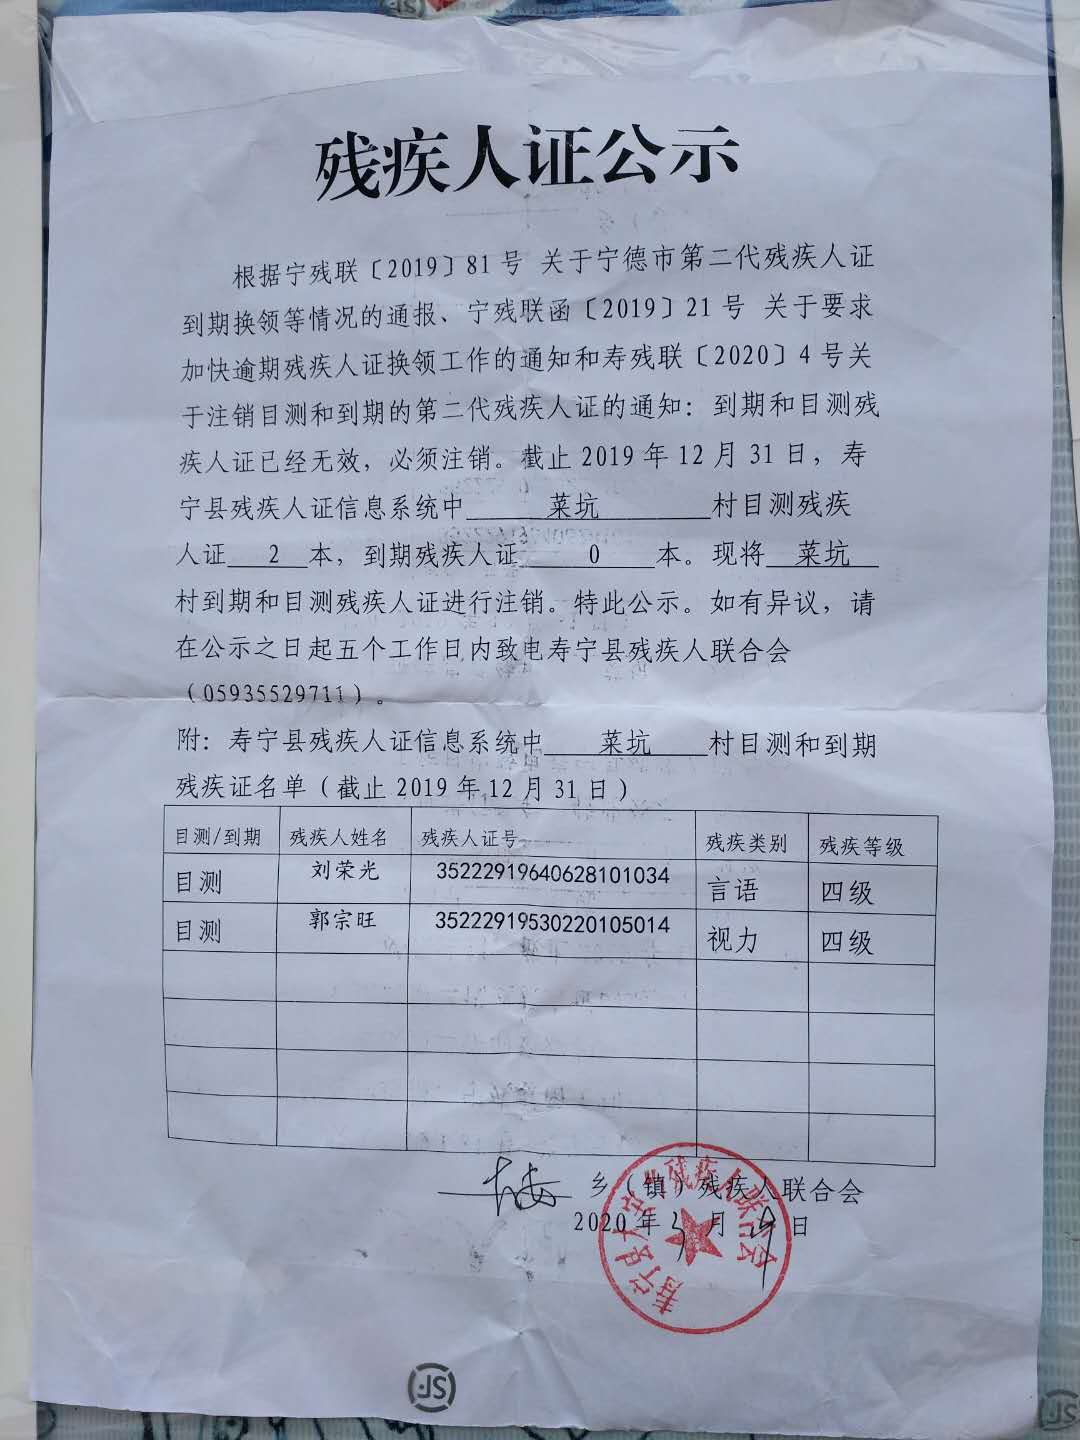 残疾人证公示
根据宁残联〔2019〕81号 关于宁德市第二代残疾人证
到期换领等情况的通报、宁残联函〔2019〕21号 关于要求
加快逾期残疾人证换领工作的通知和寿残联〔2020〕4号关
于注销目测和到期的第二代残疾人证的通知：到期和目测残
疾人证已经无效，必须注销。截止2019年12月31日，寿
宁县残疾人证信息系统中 菜坑 村目测残疾
人证 2 本，到期残疾人证 0 本。现将 菜坑
村到期和目测残疾人证进行注销。特此公示。如有异议，请
在公示之日起五个工作日内致电寿宁县残疾人联合会
（05935529711）。
附：寿宁县残疾人证信息系统中 菜坑 村目测和到期
残疾证名单（截止2019年12月31日）
目测/到期 残疾人姓名 残疾人证号 残疾类别 残疾等级
目测 刘荣光 35222919640628101034 言语 四级
目测 郭宗旺 35222919530220105014 视力 四级
乡（镇）残疾人联合会
2020年 月 日
JS
JS